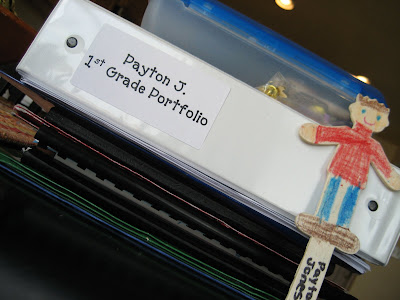 Payton J.
1st Grade Portfolio
Payton
Jones